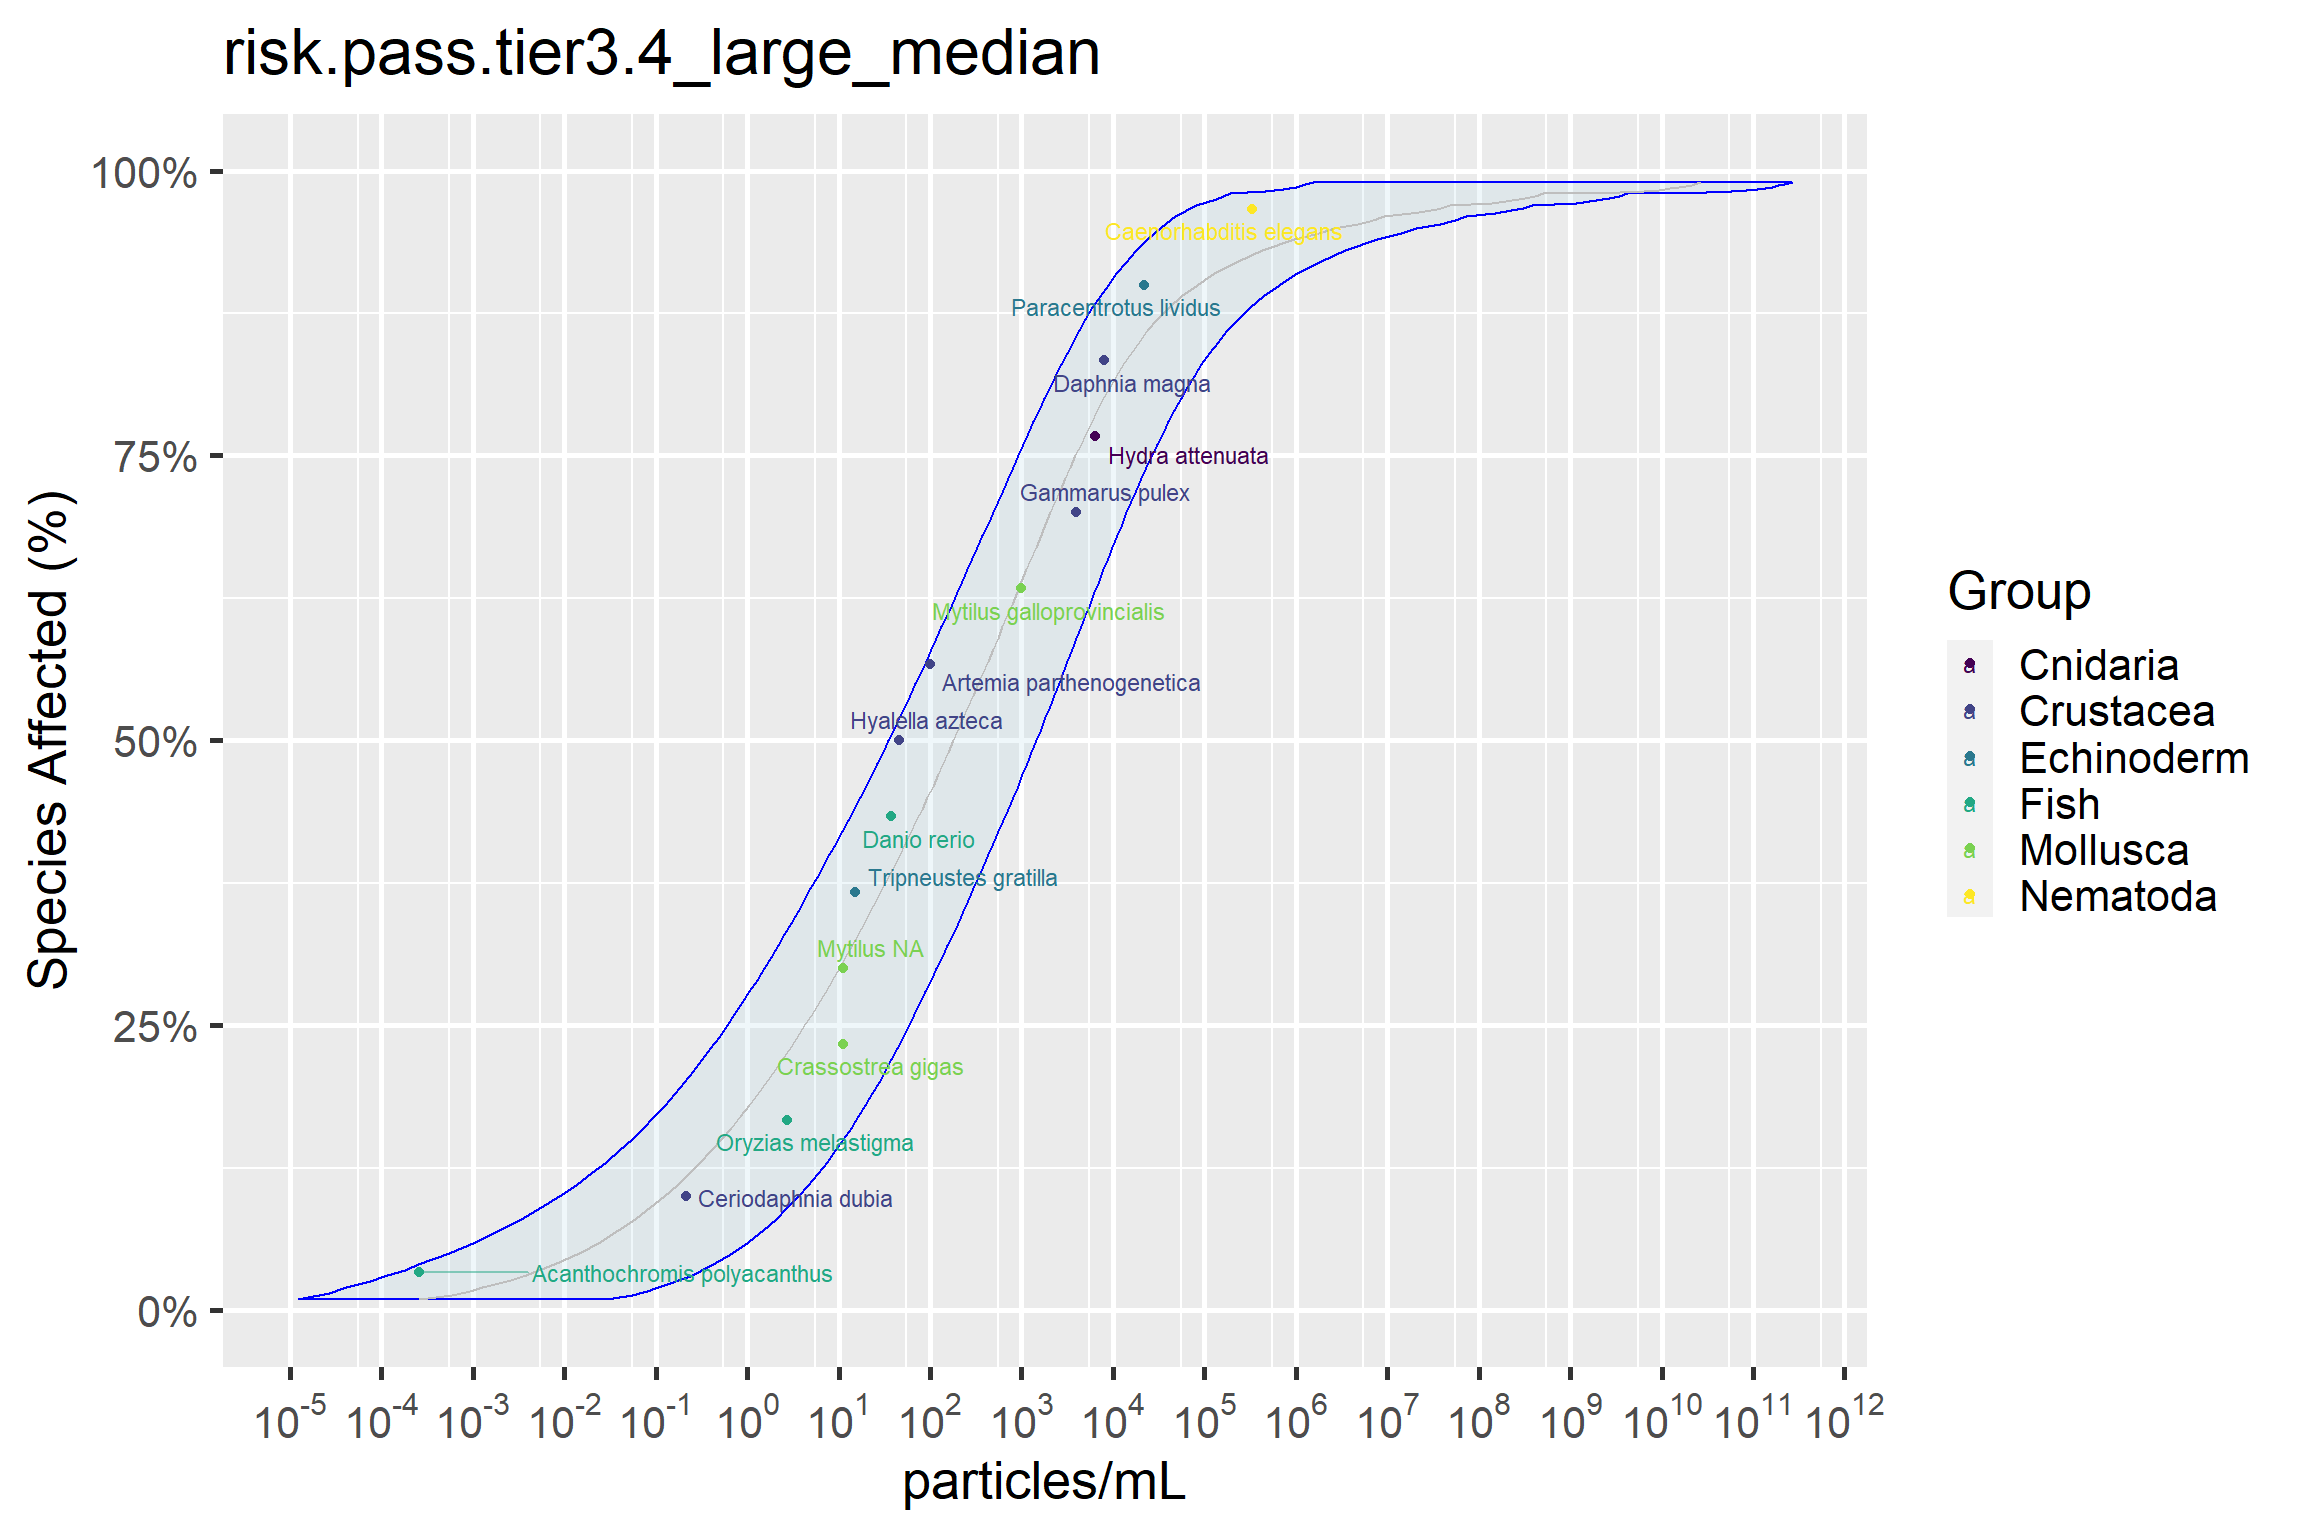 risk.pass.tier3.4_large_median
100%
75%
50%
25%
0%
Species Affected (%)
Caenorhabditis elegans
Paracentrotus lividus
Daphnia magna
Hydra attenuata
Gammarus pulex
Mytilus galloprovincialis
Artemia parthenogenetica
Hyalella azteca
Danio rerio
Tripneustes gratilla
Mytilus NA
Crassostrea gigas
Oryzias melastigma
Ceriodaphnia dubia
Acanthochromis polyacanthus
10⁻⁵ 10⁻⁴ 10⁻³ 10⁻² 10⁻¹ 10⁰ 10¹ 10² 10³ 10⁴ 10⁵ 10⁶ 10⁷ 10⁸ 10⁹ 10¹⁰ 10¹¹ 10¹²
particles/mL
Group
a Cnidaria
a Crustacea
a Echinoderm
a Fish
a Mollusca
a Nematoda